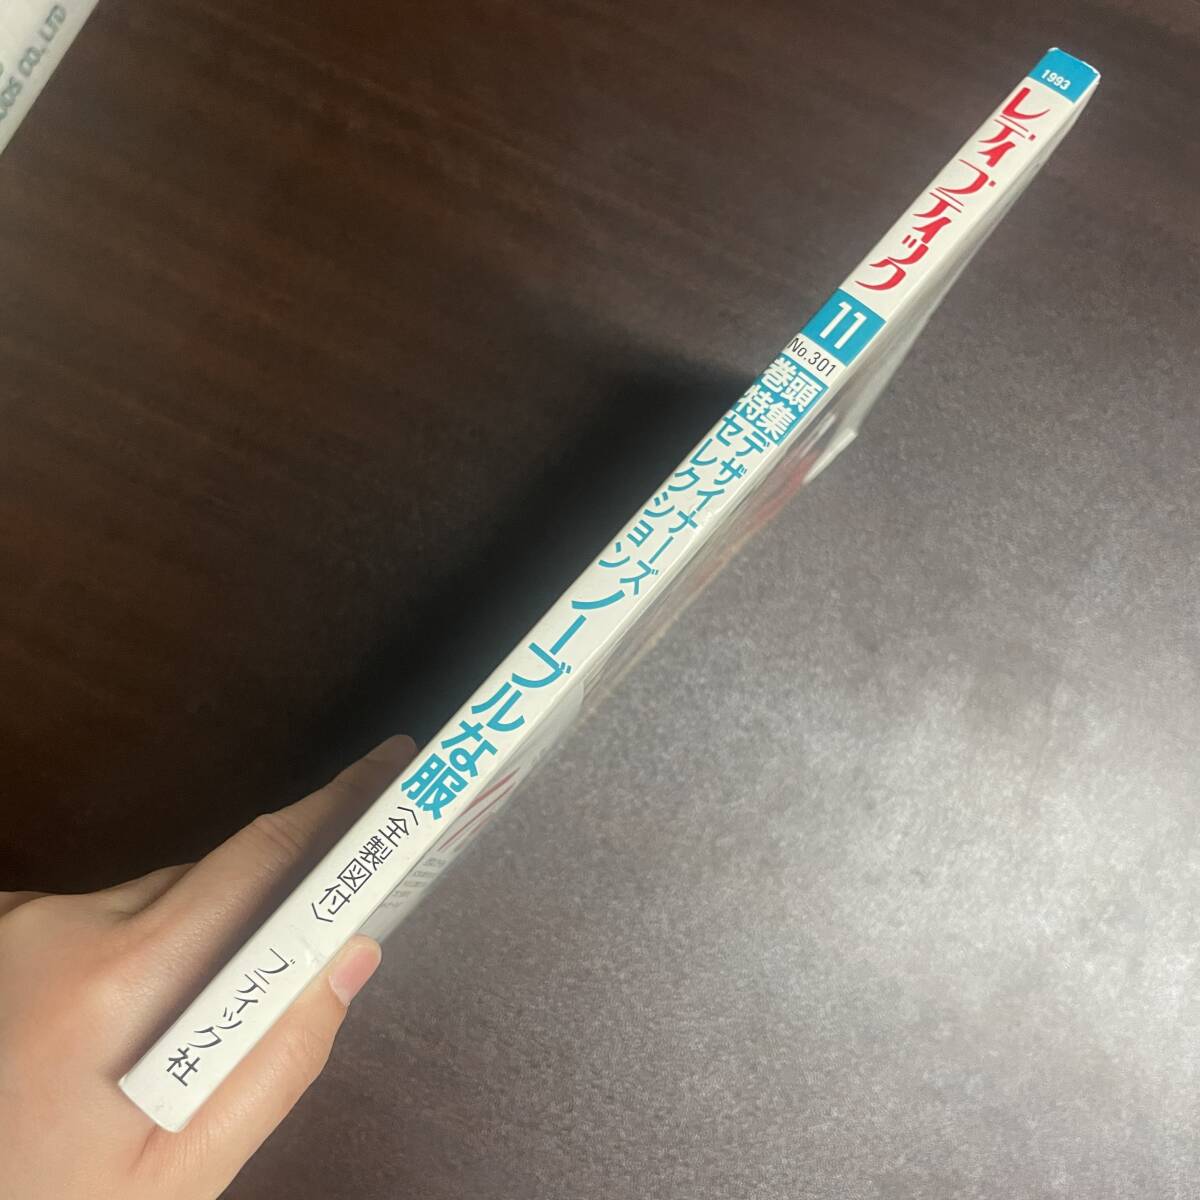 1993
レディブティック
11
No.301
巻頭
特集
デザイナーズ
セレクション
ノーブルな服
〈全製図付〉
ブティック社
CO., LTD